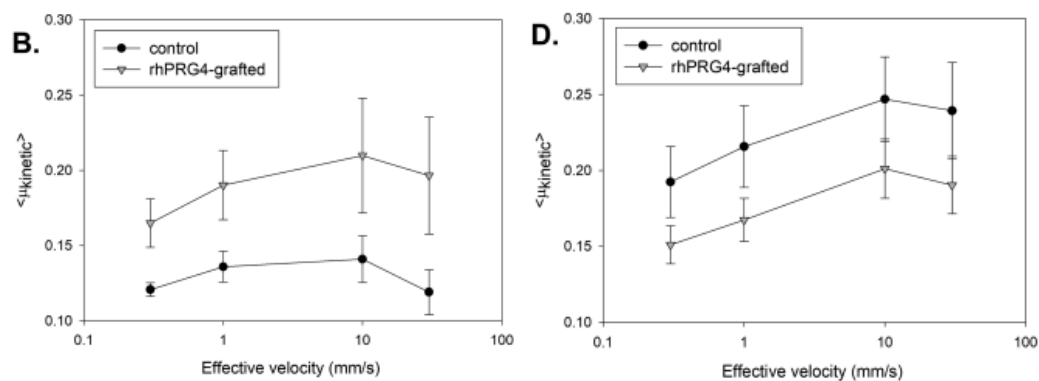 B.
0.30
0.25
0.20
0.15
0.10
<μkinetic>
control
rhPRG4-grafted
0.1 1 10 100
Effective velocity (mm/s)
D.
0.30
0.25
0.20
0.15
0.10
<μkinetic>
control
rhPRG4-grafted
0.1 1 10 100
Effective velocity (mm/s)